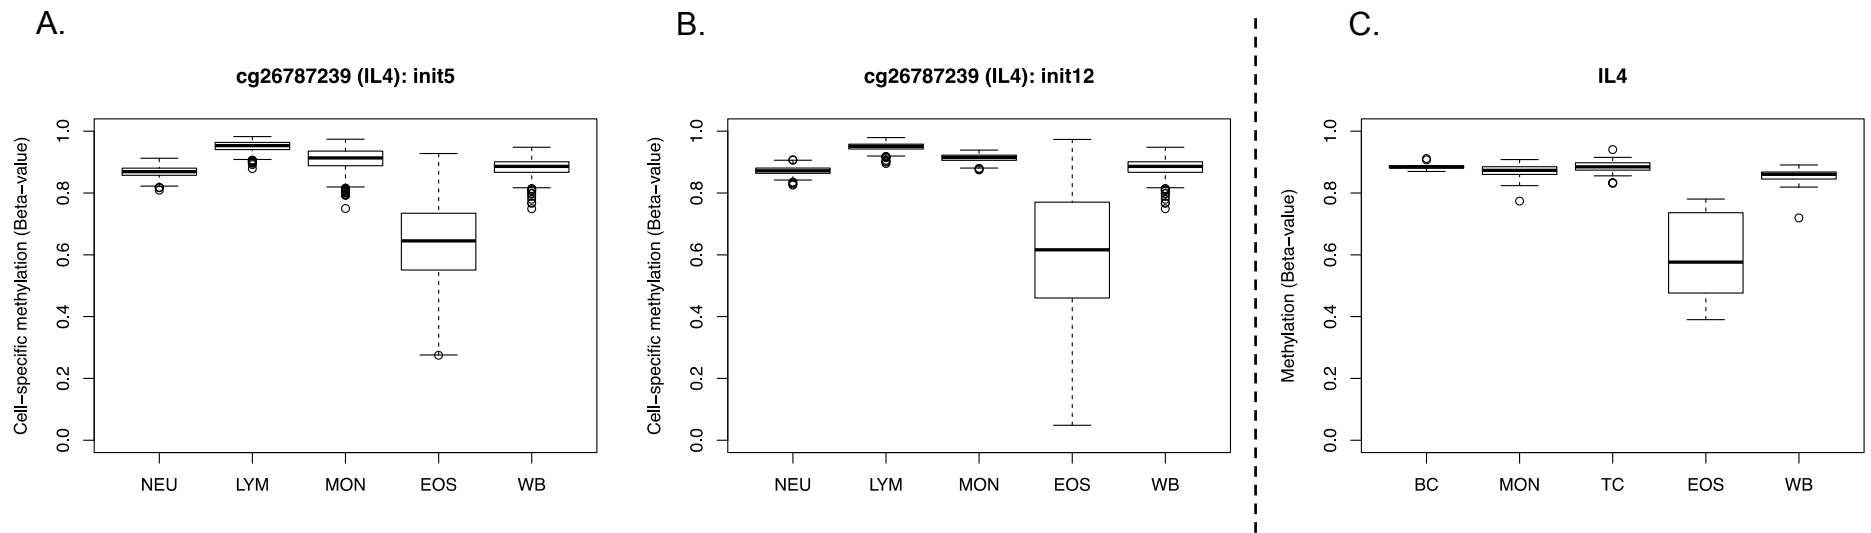 A.
cg26787239 (IL4): init5
Cell−specific methylation (Beta−value)
1.0
0.8
0.6
0.4
0.2
0.0
NEU LYM MON EOS WB
B.
cg26787239 (IL4): init12
Cell−specific methylation (Beta−value)
1.0
0.8
0.6
0.4
0.2
0.0
NEU LYM MON EOS WB
C.
IL4
Methylation (Beta−value)
1.0
0.8
0.6
0.4
0.2
0.0
BC MON TC EOS WB